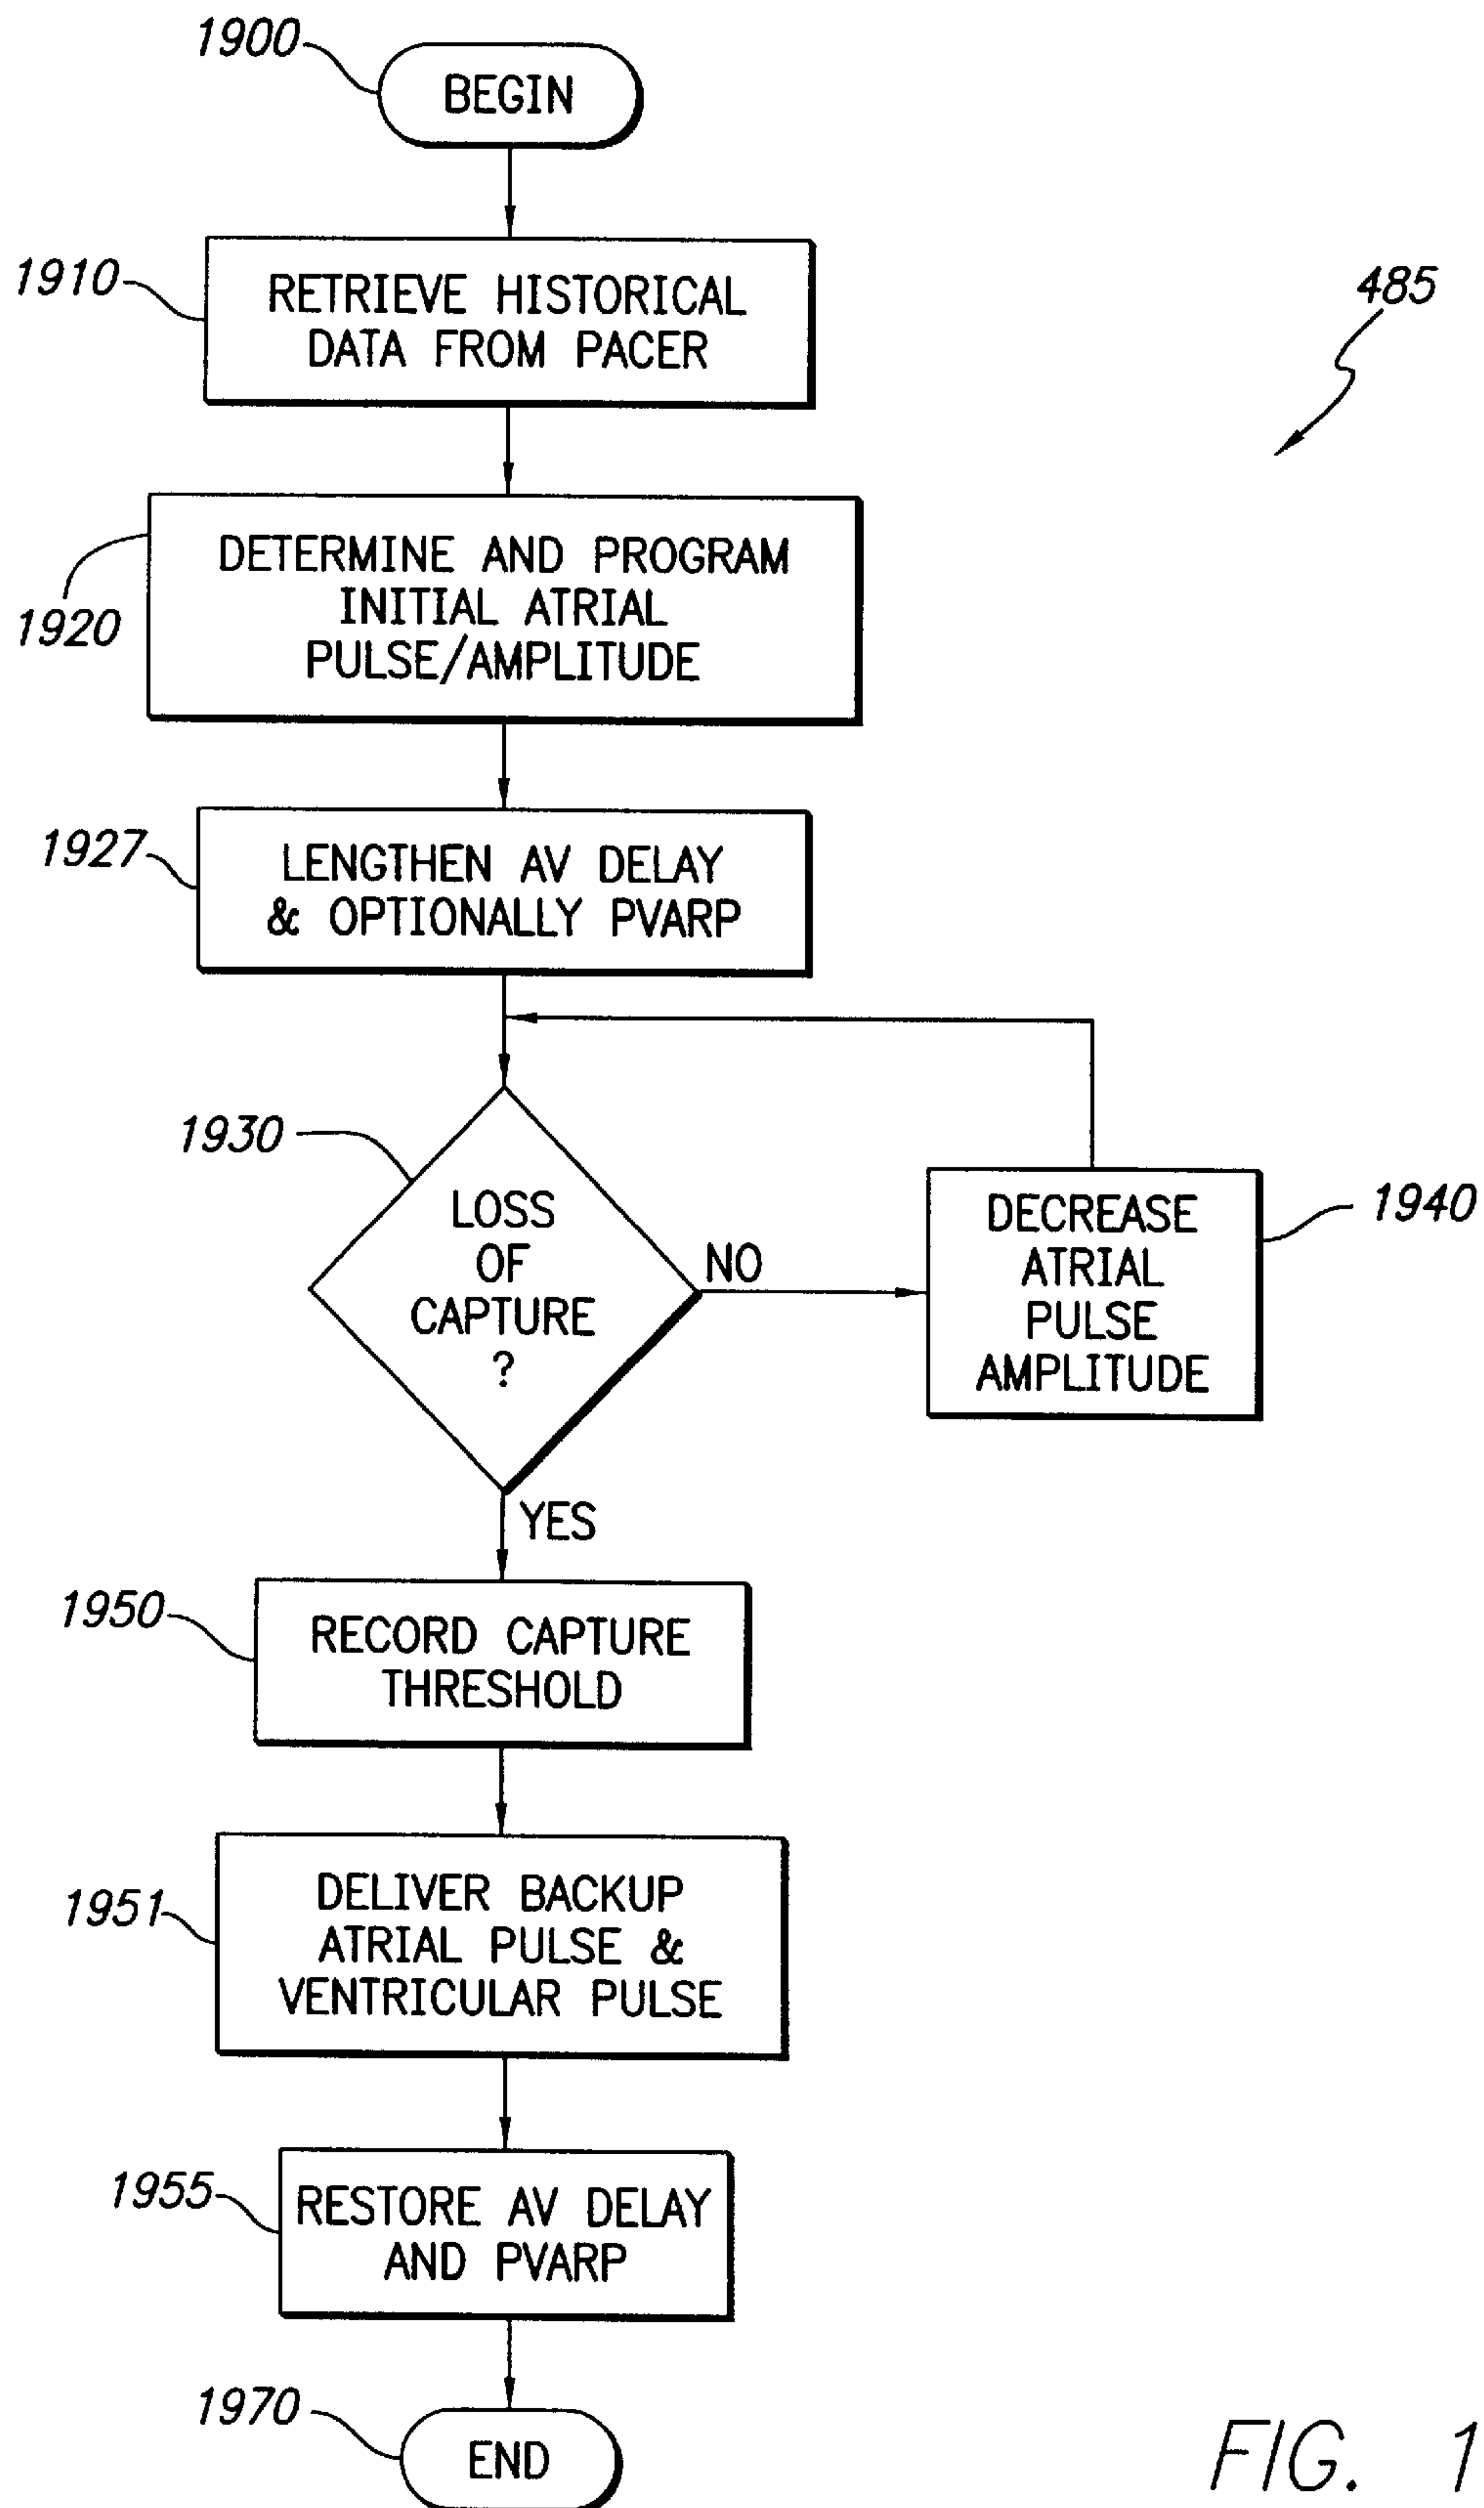 1900
BEGIN
1910
RETRIEVE HISTORICAL
DATA FROM PACER
485
DETERMINE AND PROGRAM
INITIAL ATRIAL
PULSE/AMPLITUDE
1920
1927
LENGTHEN AV DELAY
& OPTIONALLY PVARP
1930
LOSS
OF
CAPTURE
?
NO
DECREASE
ATRIAL
PULSE
AMPLITUDE
1940
YES
1950
RECORD CAPTURE
THRESHOLD
1951
DELIVER BACKUP
ATRIAL PULSE &
VENTRICULAR PULSE
1955
RESTORE AV DELAY
AND PVARP
1970
END
FIG. 1